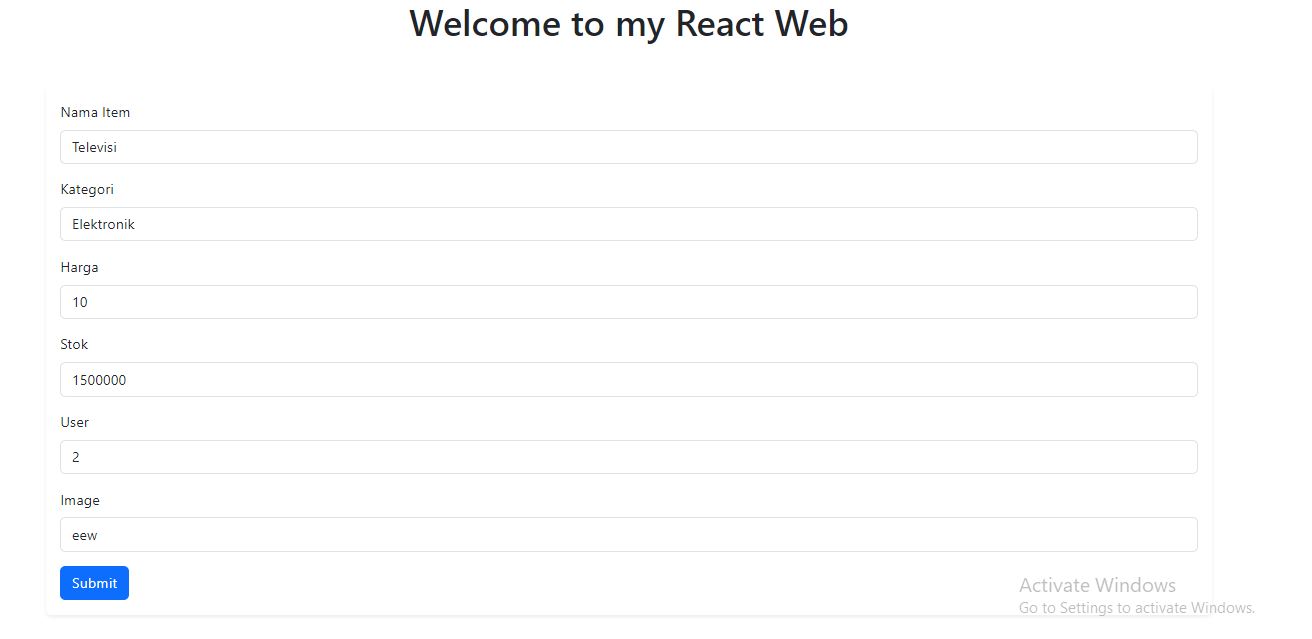 Welcome to my React Web
Nama Item
Televisi
Kategori
Elektronik
Harga
10
Stok
1500000
User
2
Image
eew
Submit
Activate Windows
Go to Settings to activate Windows.